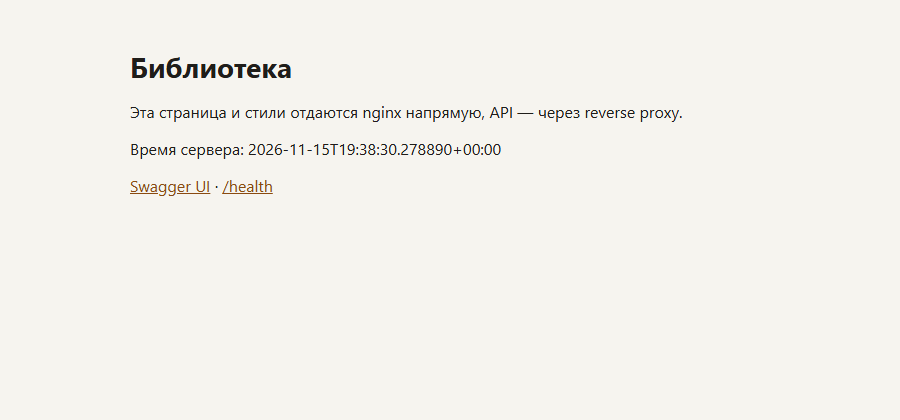 Библиотека
Эта страница и стили отдаются nginx напрямую, API — через reverse proxy.
Время сервера: 2026-11-15T19:38:30.278890+00:00
Swagger UI · /health